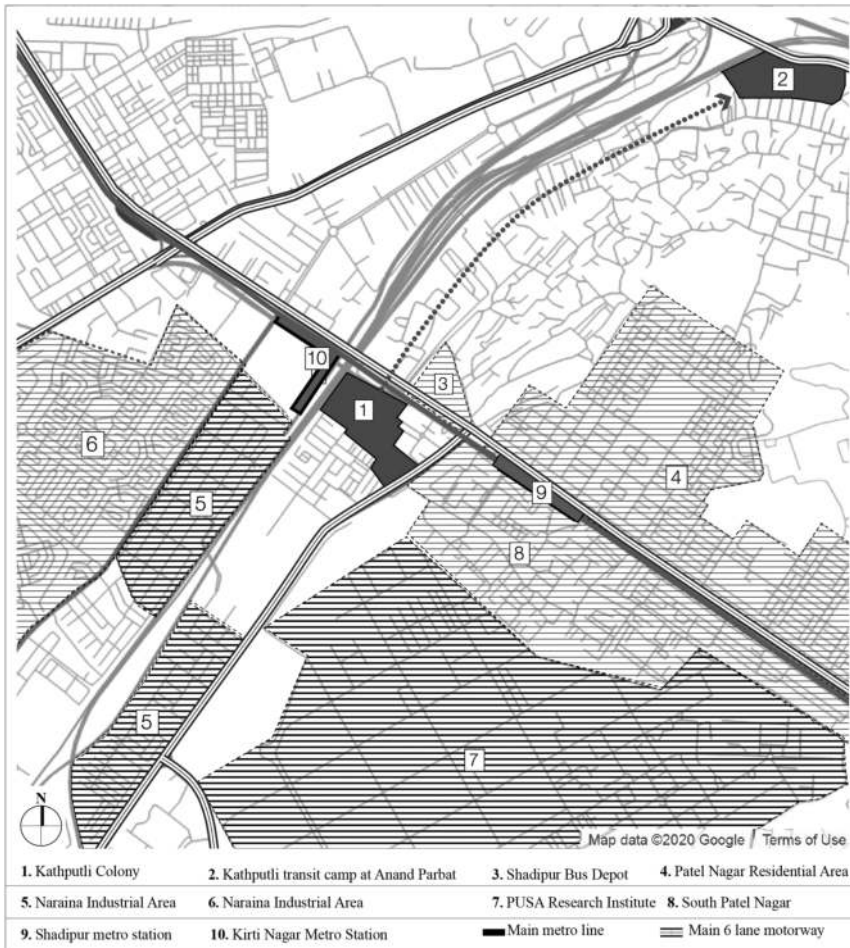 2
10
3
1
6
4
5
9
8
5
7
N
Map data ©2020 Google
Terms of Use
1. Kathputli Colony
2. Kathputli transit camp at Anand Parbat
3. Shadipur Bus Depot
4. Patel Nagar Residential Area
5. Naraina Industrial Area
6. Naraina Industrial Area
7. PUSA Research Institute
8. South Patel Nagar
9. Shadipur metro station
10. Kirti Nagar Metro Station
Main metro line
Main 6 lane motorway